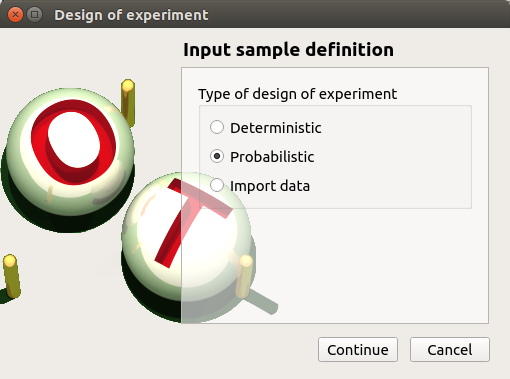 Design of experiment
Input sample definition
Type of design of experiment
Deterministic
Probabilistic
Import data
O
T
Continue
Cancel